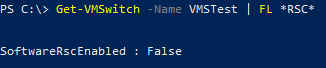 PS C:\> Get-VMSwitch -Name VMSTest | FL *RSC*
SoftwareRscEnabled : False